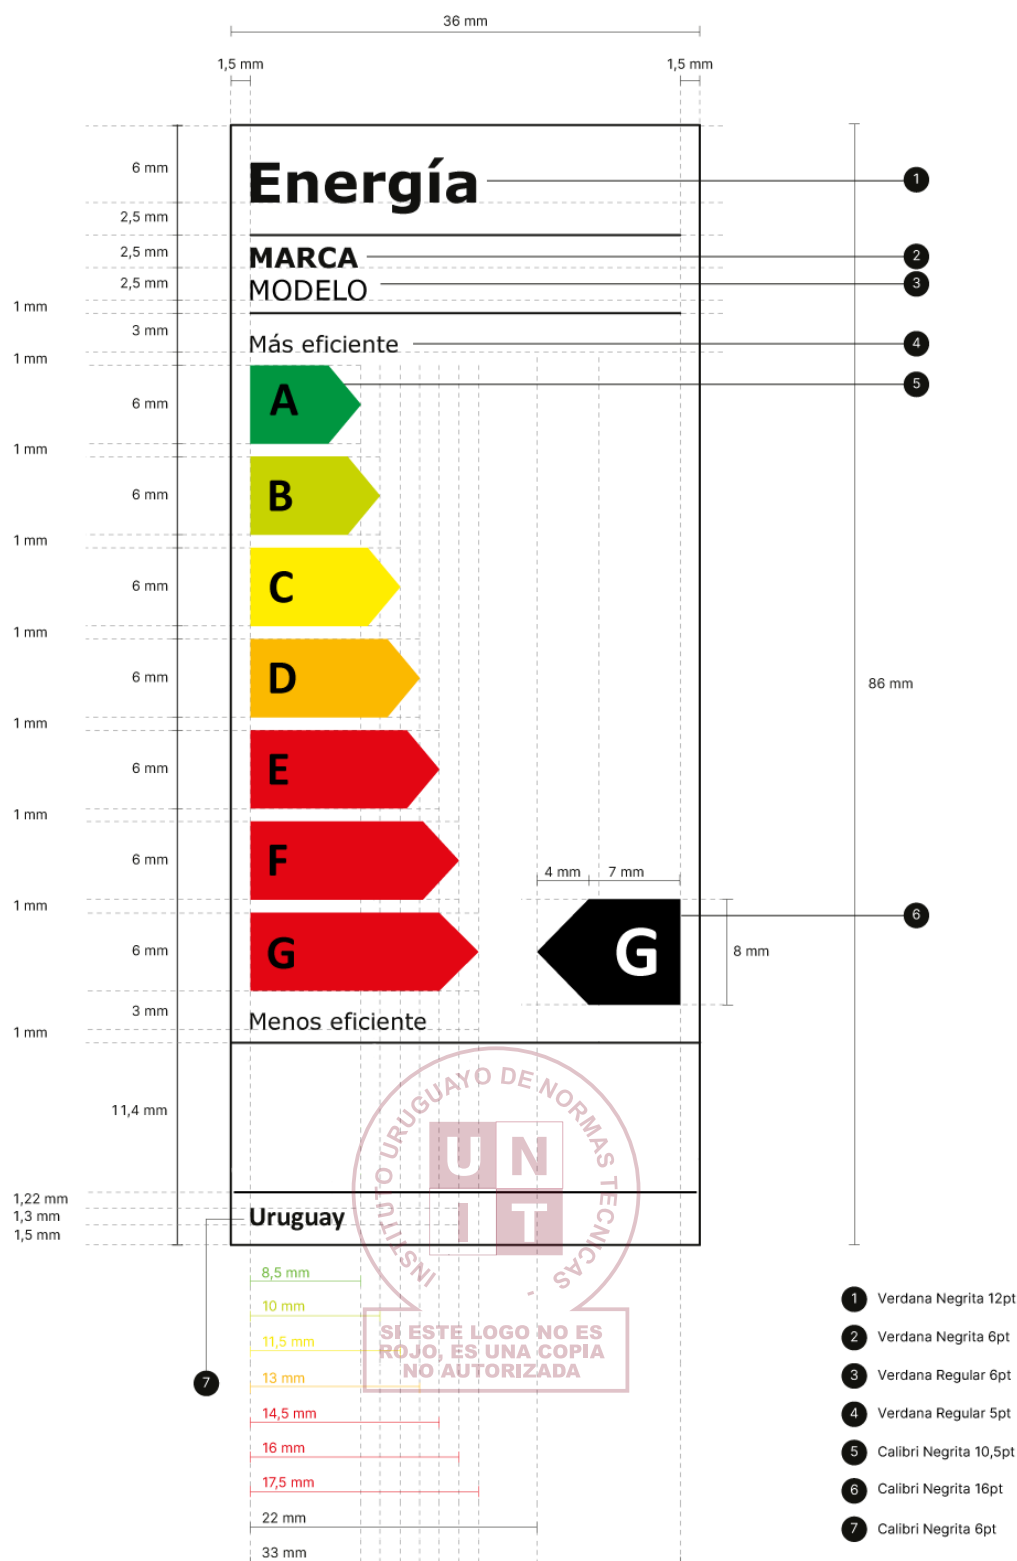 36 mm
1,5 mm
1,5 mm
6 mm
Energía
1
2,5 mm
2,5 mm
MARCA
2
2,5 mm
MODELO
3
1 mm
3 mm
Más eficiente
4
1 mm
5
6 mm
A
1 mm
6 mm
B
1 mm
6 mm
C
1 mm
6 mm
D
86 mm
1 mm
6 mm
E
1 mm
6 mm
F
4 mm
7 mm
1 mm
6
6 mm
G
G
8 mm
3 mm
Menos eficiente
1 mm
11,4 mm
INSTITUTO URUGUAYO DE NORMAS TECNICAS -
U N
I T
1,22 mm
1,3 mm
Uruguay
1,5 mm
8,5 mm
10 mm
11,5 mm
13 mm
14,5 mm
16 mm
17,5 mm
22 mm
33 mm
SI ESTE LOGO NO ES
ROJO, ES UNA COPIA
NO AUTORIZADA
7
1 Verdana Negrita 12pt
2 Verdana Negrita 6pt
3 Verdana Regular 6pt
4 Verdana Regular 5pt
5 Calibri Negrita 10,5pt
6 Calibri Negrita 16pt
7 Calibri Negrita 6pt